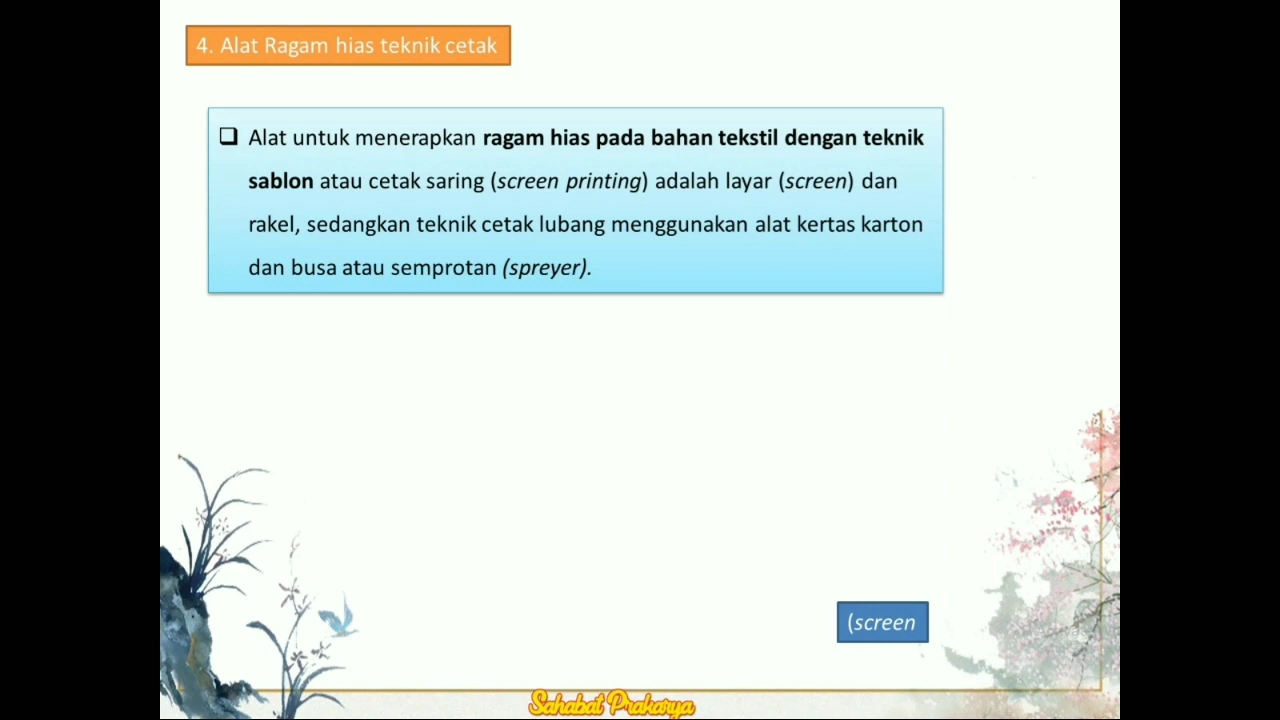 4. Alat Ragam hias teknik cetak
❑ Alat untuk menerapkan ragam hias pada bahan tekstil dengan teknik
sablon atau cetak saring (screen printing) adalah layar (screen) dan
rakel, sedangkan teknik cetak lubang menggunakan alat kertas karton
dan busa atau semprotan (spreyer).
(screen
Sahabat Prakarya